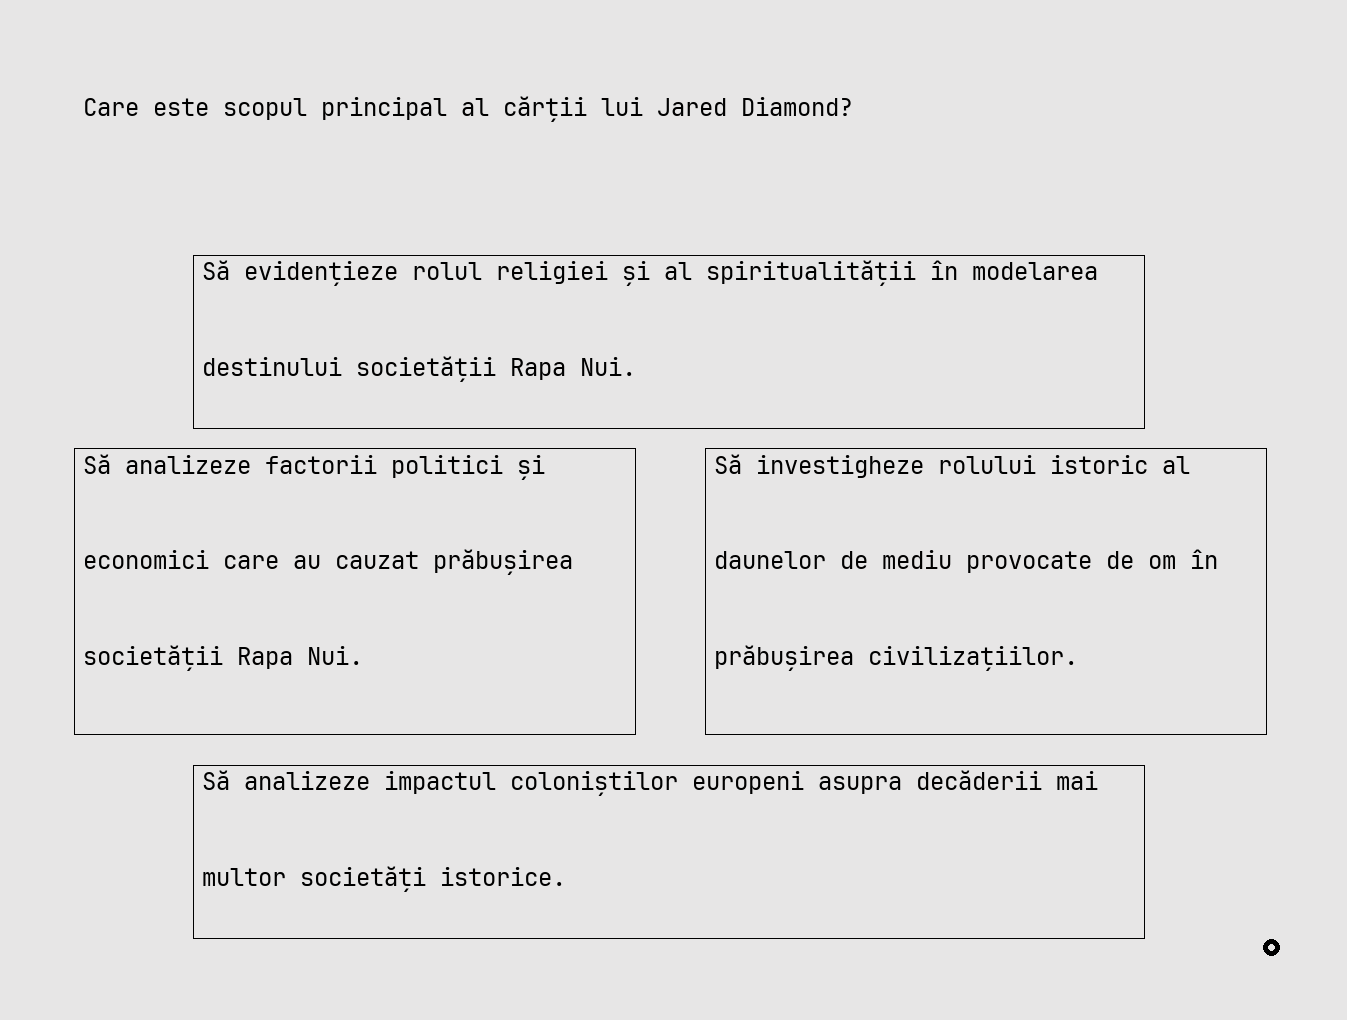 Care este scopul principal al cărții lui Jared Diamond?
Să evidențieze rolul religiei și al spiritualității în modelarea
destinului societății Rapa Nui.
Să analizeze factorii politici și
economici care au cauzat prăbușirea
societății Rapa Nui.
Să investigheze rolului istoric al
daunelor de mediu provocate de om în
prăbușirea civilizațiilor.
Să analizeze impactul coloniștilor europeni asupra decăderii mai
multor societăți istorice.